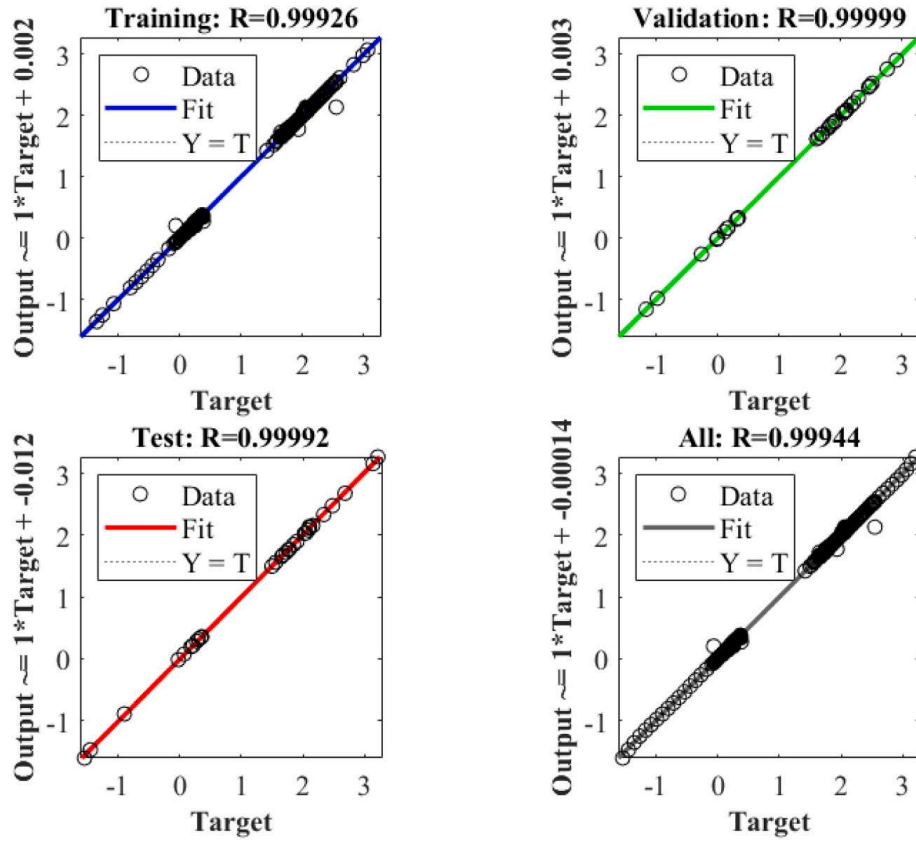 Training: R=0.99926
Output ~= 1*Target + 0.002
3
2
1
0
-1
Data
Fit
Y = T
-1 0 1 2 3
Target
Validation: R=0.99999
Output ~= 1*Target + 0.003
3
2
1
0
-1
Data
Fit
Y = T
-1 0 1 2 3
Target
Test: R=0.99992
Output ~= 1*Target + -0.012
3
2
1
0
-1
Data
Fit
Y = T
-1 0 1 2 3
Target
All: R=0.99944
Output ~= 1*Target + -0.00014
3
2
1
0
-1
Data
Fit
Y = T
-1 0 1 2 3
Target